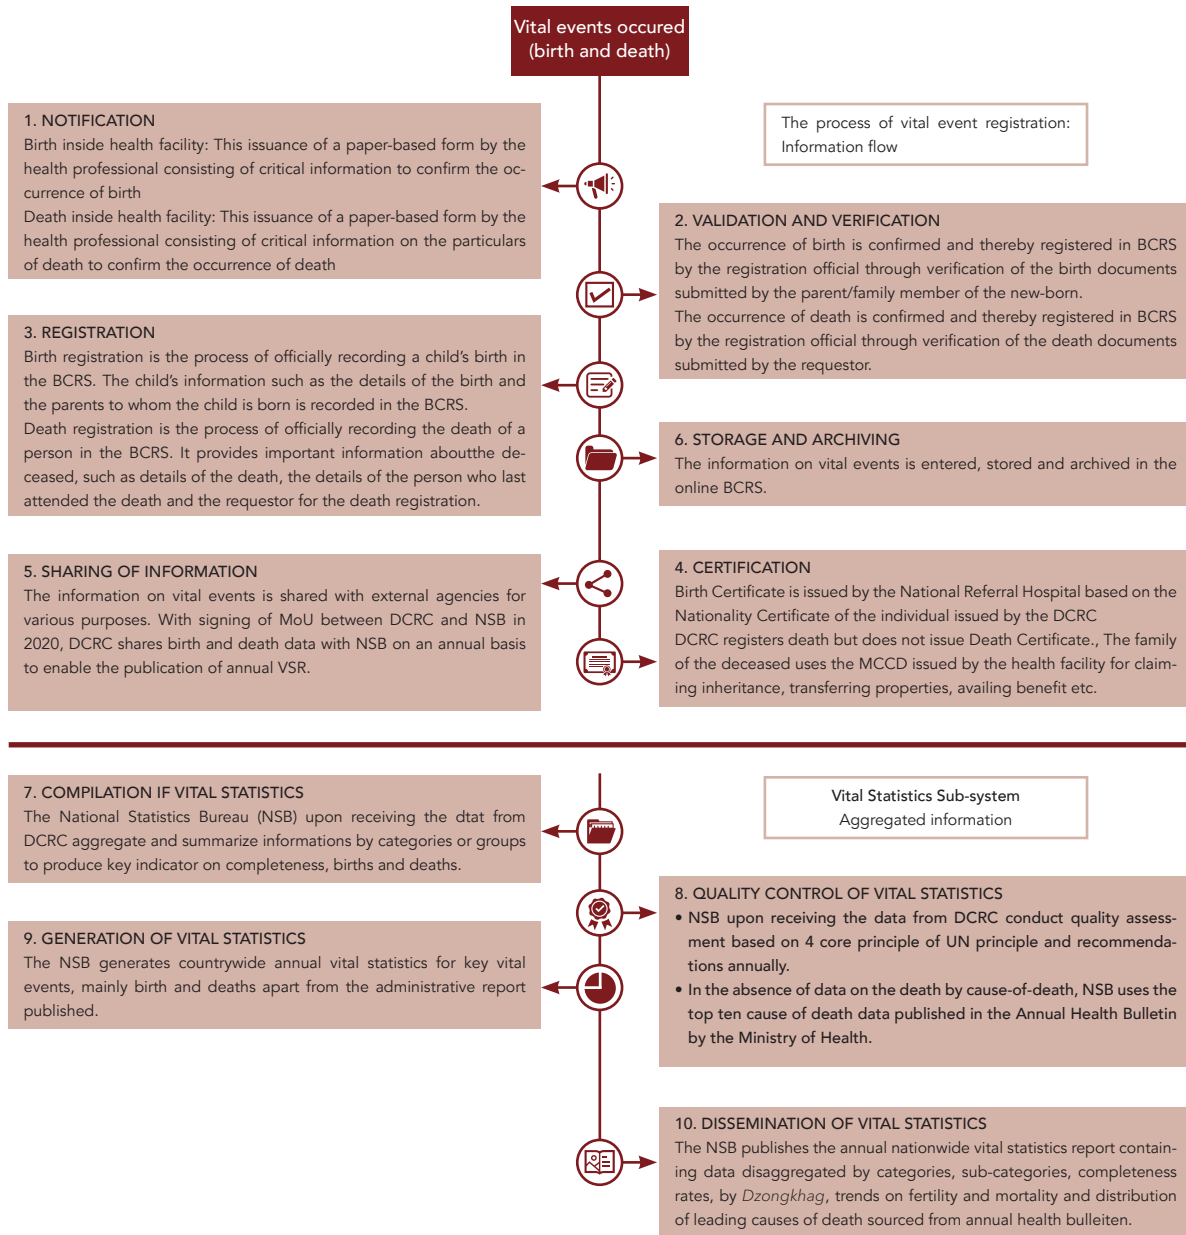 Vital events occured
(birth and death)
The process of vital event registration:
Information flow
1. NOTIFICATION
Birth inside health facility: This issuance of a paper-based form by the
health professional consisting of critical information to confirm the oc-
currence of birth
Death inside health facility: This issuance of a paper-based form by the
health professional consisting of critical information on the particulars
of death to confirm the occurrence of death
2. VALIDATION AND VERIFICATION
The occurrence of birth is confirmed and thereby registered in BCRS
by the registration official through verification of the birth documents
submitted by the parent/family member of the new-born.
The occurrence of death is confirmed and thereby registered in BCRS
by the registration official through verification of the death documents
submitted by the requestor.
3. REGISTRATION
Birth registration is the process of officially recording a child’s birth in
the BCRS. The child’s information such as the details of the birth and
the parents to whom the child is born is recorded in the BCRS.
Death registration is the process of officially recording the death of a
person in the BCRS. It provides important information aboutthe de-
ceased, such as details of the death, the details of the person who last
attended the death and the requestor for the death registration.
6. STORAGE AND ARCHIVING
The information on vital events is entered, stored and archived in the
online BCRS.
5. SHARING OF INFORMATION
The information on vital events is shared with external agencies for
various purposes. With signing of MoU between DCRC and NSB in
2020, DCRC shares birth and death data with NSB on an annual basis
to enable the publication of annual VSR.
4. CERTIFICATION
Birth Certificate is issued by the National Referral Hospital based on the
Nationality Certificate of the individual issued by the DCRC
DCRC registers death but does not issue Death Certificate., The family
of the deceased uses the MCCD issued by the health facility for claim-
ing inheritance, transferring properties, availing benefit etc.
7. COMPILATION IF VITAL STATISTICS
The National Statistics Bureau (NSB) upon receiving the dtat from
DCRC aggregate and summarize informations by categories or groups
to produce key indicator on completeness, births and deaths.
Vital Statistics Sub-system
Aggregated information
8. QUALITY CONTROL OF VITAL STATISTICS
• NSB upon receiving the data from DCRC conduct quality assess-
ment based on 4 core principle of UN principle and recommenda-
tions annually.
• In the absence of data on the death by cause-of-death, NSB uses the
top ten cause of death data published in the Annual Health Bulletin
by the Ministry of Health.
9. GENERATION OF VITAL STATISTICS
The NSB generates countrywide annual vital statistics for key vital
events, mainly birth and deaths apart from the administrative report
published.
10. DISSEMINATION OF VITAL STATISTICS
The NSB publishes the annual nationwide vital statistics report contain-
ing data disaggregated by categories, sub-categories, completeness
rates, by Dzongkhag, trends on fertility and mortality and distribution
of leading causes of death sourced from annual health bulleiten.